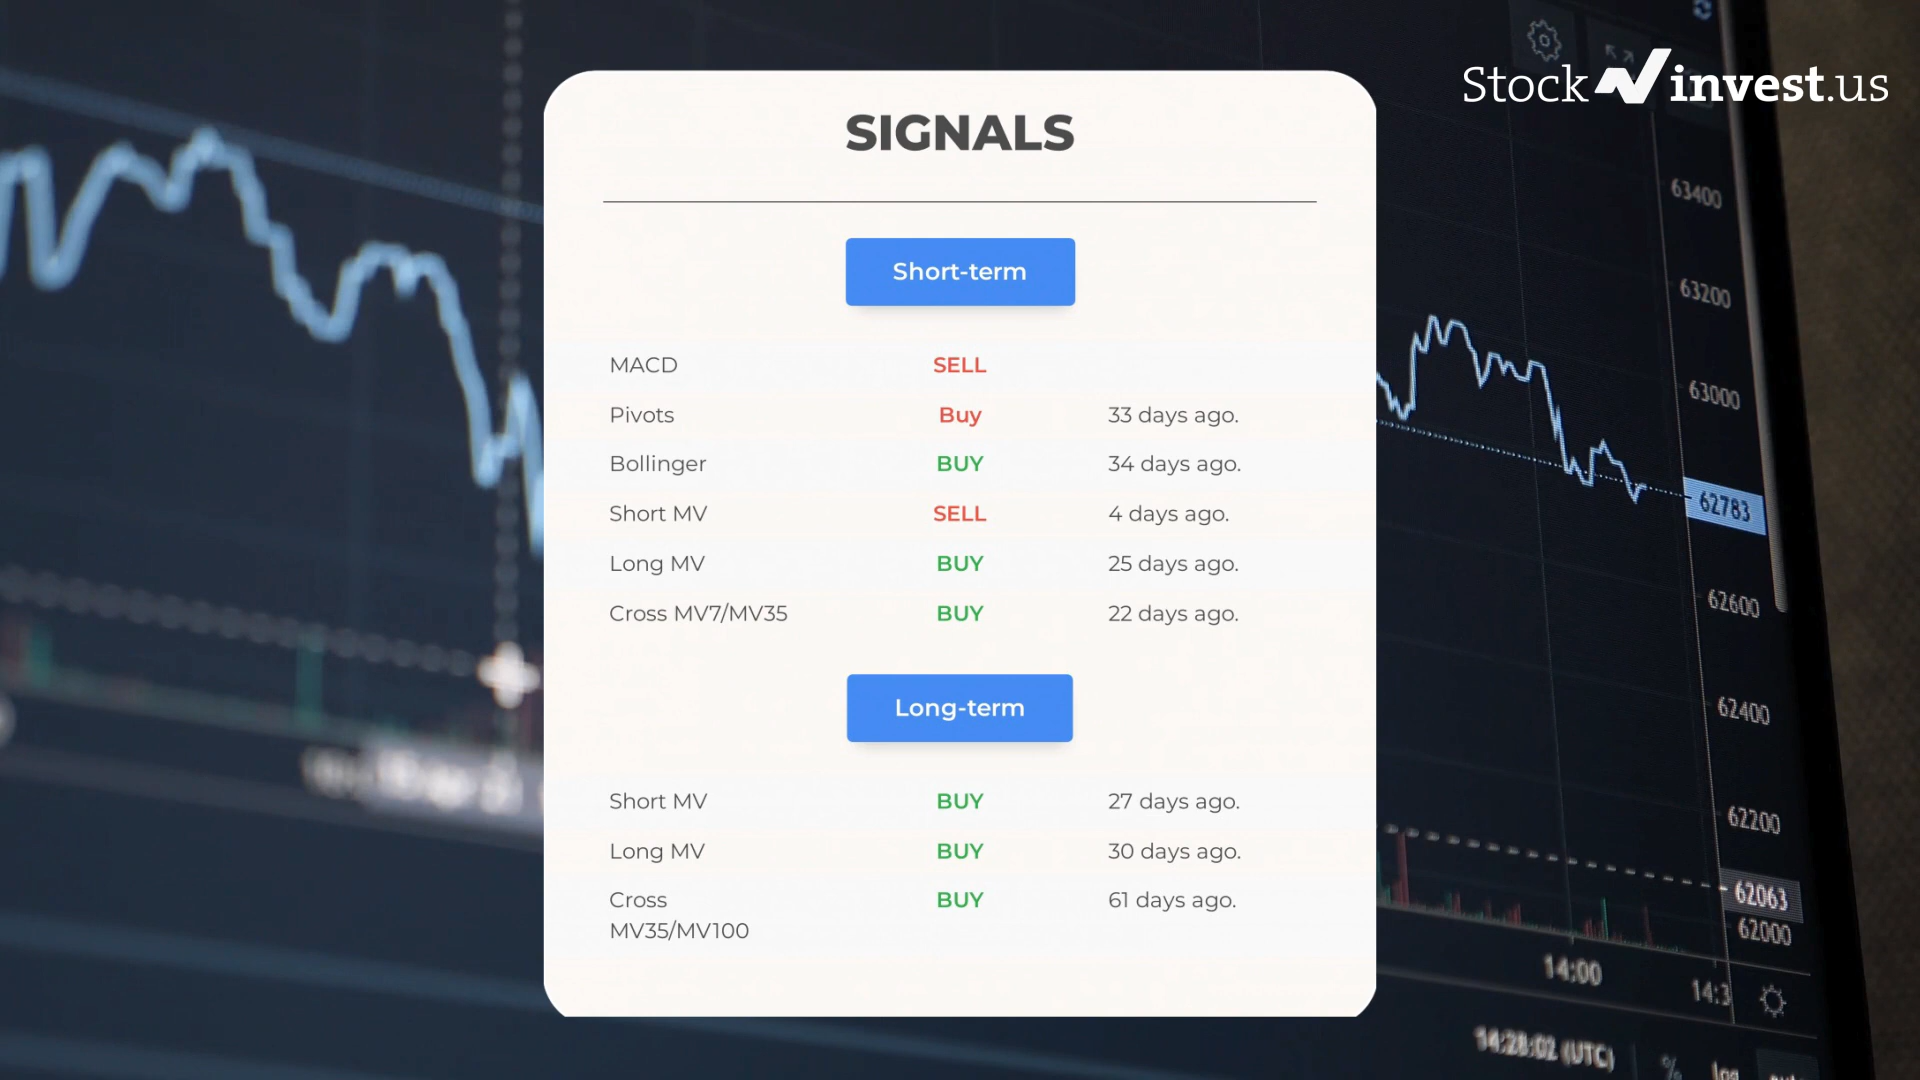 Stock invest.us
SIGNALS
Short-term
MACD SELL
Pivots Buy 33 days ago.
Bollinger BUY 34 days ago.
Short MV SELL 4 days ago.
Long MV BUY 25 days ago.
Cross MV7/MV35 BUY 22 days ago.
Long-term
Short MV BUY 27 days ago.
Long MV BUY 30 days ago.
Cross BUY 61 days ago.
MV35/MV100
63400
63200
63000
62783
62600
62400
62200
62063
62000
14:00
14:3
14:28:02 (UTC)
%
log